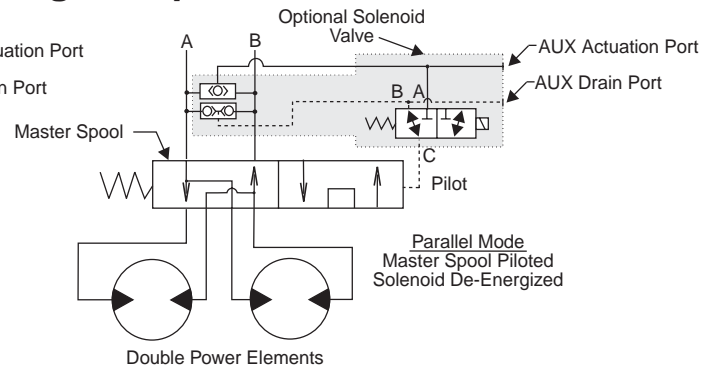 Optional Solenoid
Valve
uation Port
A
B
AUX Actuation Port
n Port
AUX Drain Port
B
A
Master Spool
C
Pilot
Parallel Mode
Master Spool Piloted
Solenoid De-Energized
Double Power Elements